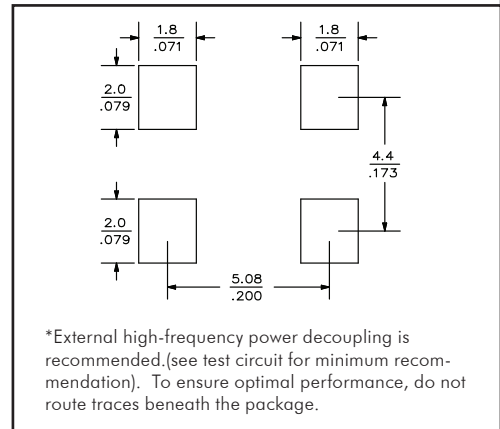 1.8 1.8
.071 .071
2.0
.079
4.4
.173
2.0
.079
5.08
.200
*External high-frequency power decoupling is
recommended.(see test circuit for minimum recom-
mendation). To ensure optimal performance, do not
route traces beneath the package.